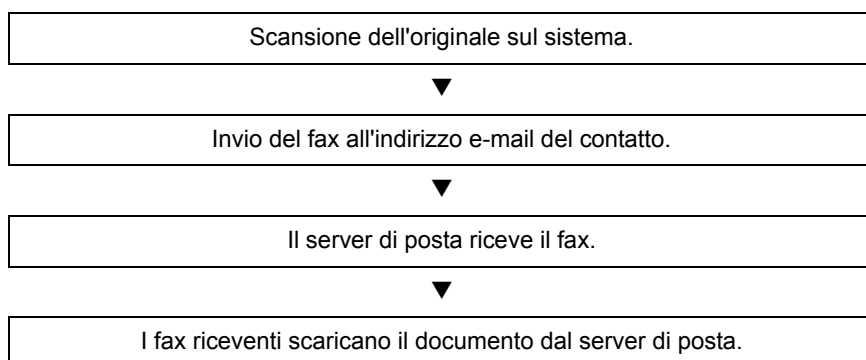 Scansione dell'originale sul sistema.
Invio del fax all'indirizzo e-mail del contatto.
Il server di posta riceve il fax.
I fax riceventi scaricano il documento dal server di posta.